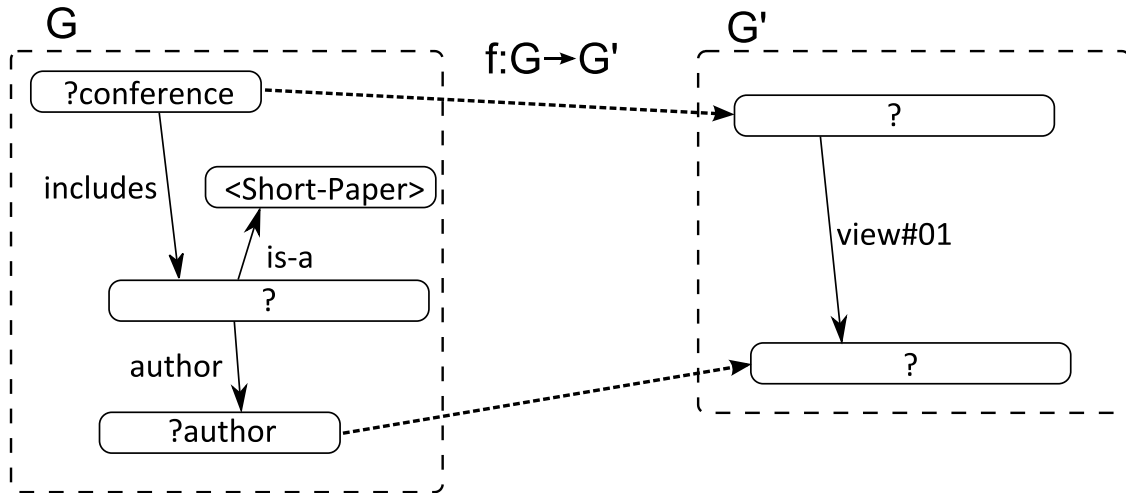 G
f:G→G'
G'
?conference
?
includes
<Short-Paper>
view#01
is-a
?
author
?
?author